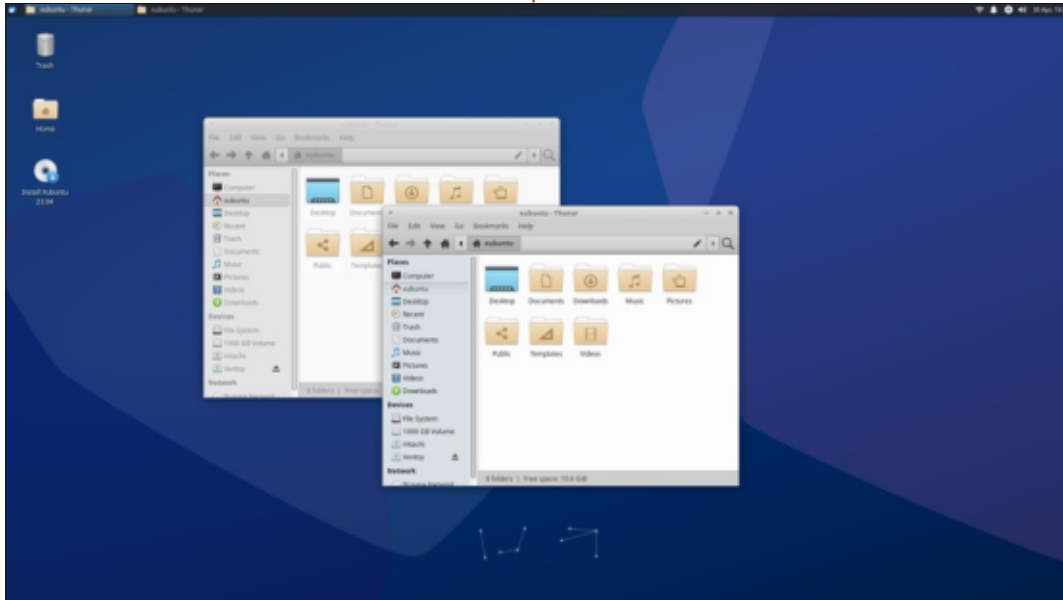 xubuntu - Thunar
xubuntu - Thunar
Trash
Home
Install Xubuntu
23.04
File Edit View Go Bookmarks Help
xubuntu
Places
Computer
xubuntu
Desktop
Recent
Trash
Documents
Music
Pictures
Videos
Downloads
Devices
File System
1000 GB Volume
Hitachi
Ventoy
Network
Desktop
Public
xubuntu - Thunar
File Edit View Go Bookmarks Help
xubuntu
Places
Computer
xubuntu
Desktop
Recent
Trash
Documents
Music
Pictures
Videos
Downloads
Devices
File System
1000 GB Volume
Hitachi
Ventoy
Network
Browse Network
Desktop Documents Downloads Music Pictures
Public Templates Videos
8 folders | Free space: 10.6 GiB